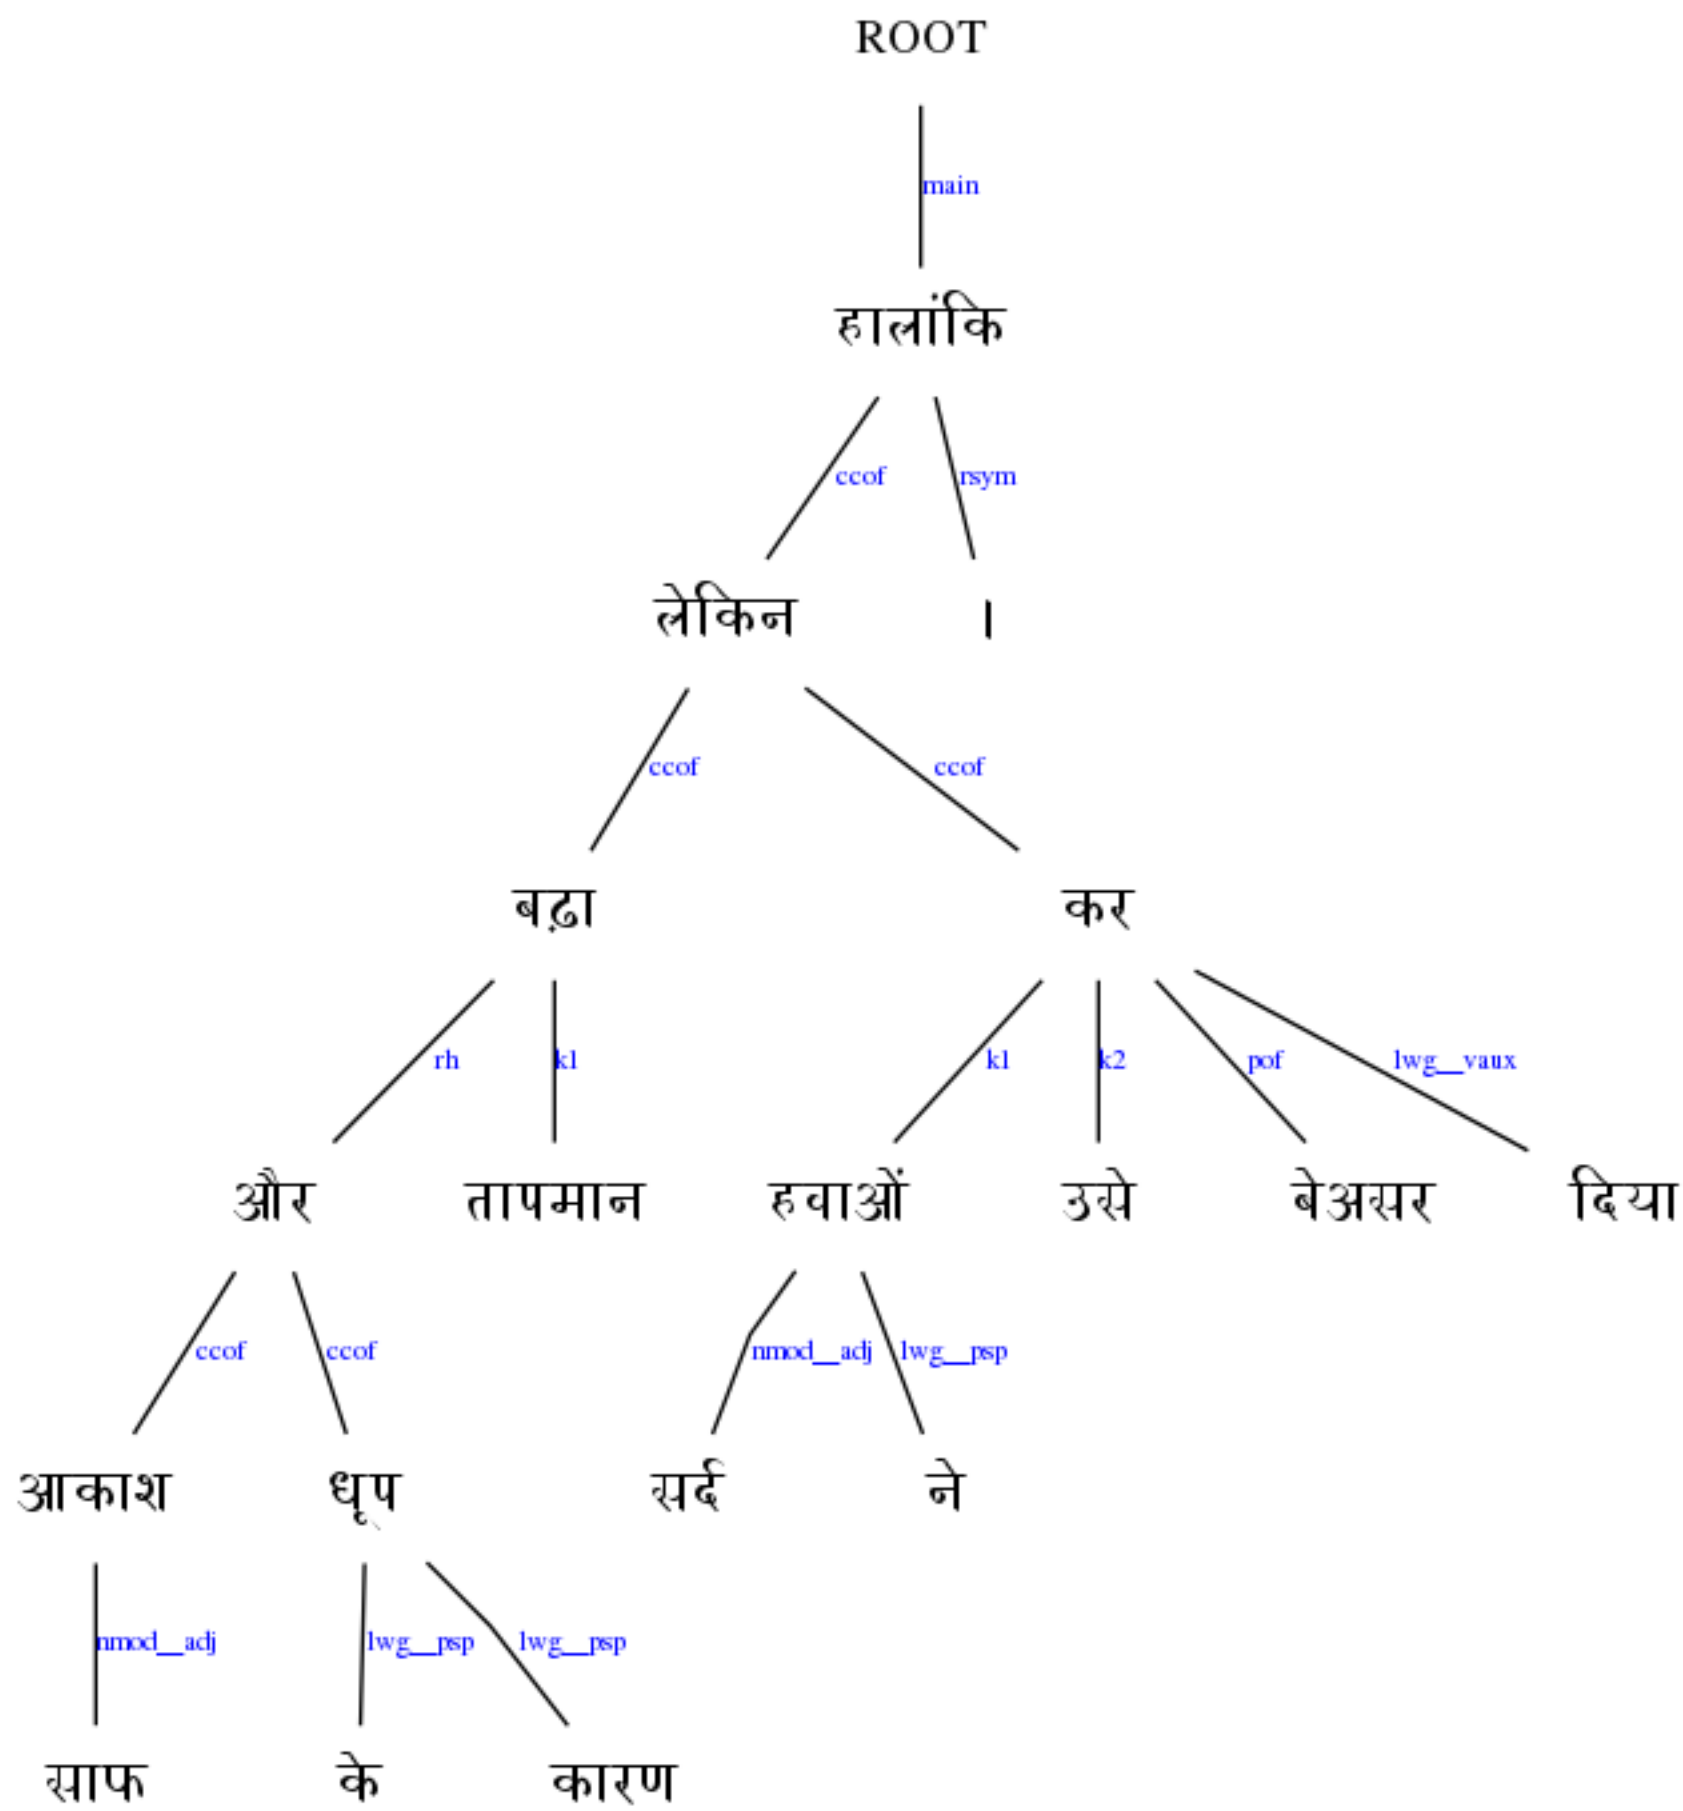 ROOT
main
हालांकि
ccof rsym
लेकिन ।
ccof ccof
बढ़ा कर
rh k1 k1 k2 pof lwg__vaux
और तापमान हवाओं उसे बेअसर दिया
ccof ccof nmod__adj lwg__psp
आकाश धूप सर्द ने
nmod__adj lwg__psp lwg__psp
साफ के कारण